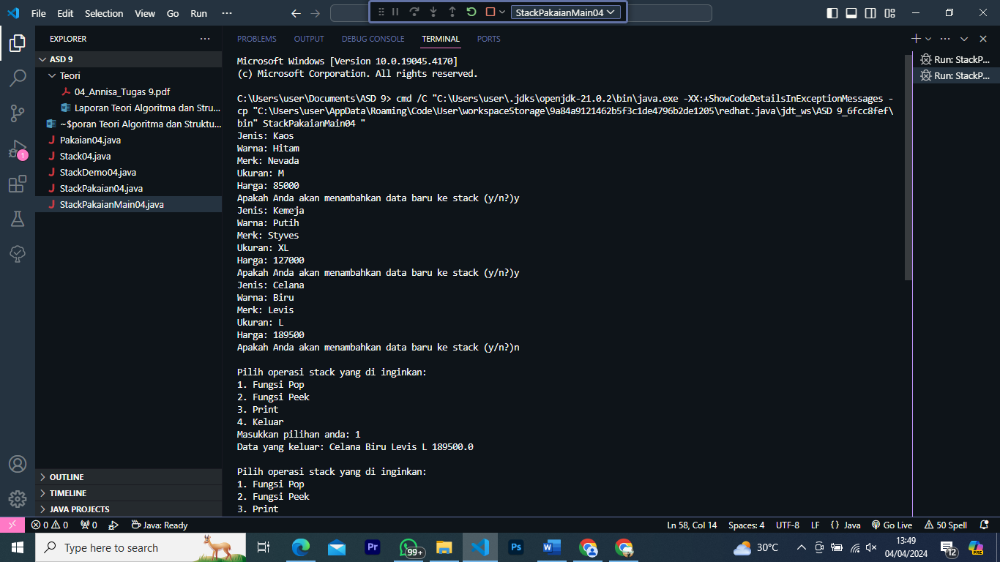 File Edit Selection View Go Run ···
StackPakaianMain04
EXPLORER ···
ASD 9
Teori
04_Annisa_Tugas 9.pdf
Laporan Teori Algoritma dan Stru...
~$poran Teori Algoritma dan Struktu...
J Pakaian04.java
J Stack04.java
J StackDemo04.java
J StackPakaian04.java
J StackPakaianMain04.java
1
OUTLINE
TIMELINE
JAVA PROJECTS
PROBLEMS OUTPUT DEBUG CONSOLE TERMINAL PORTS
Run: StackP...
Run: StackP...
Microsoft Windows [Version 10.0.19045.4170]
(c) Microsoft Corporation. All rights reserved.
C:\Users\user\Documents\ASD 9> cmd /C "C:\Users\user\.jdks\openjdk-21.0.2\bin\java.exe -XX:+ShowCodeDetailsInExceptionMessages -
cp "C:\Users\user\AppData\Roaming\Code\User\workspaceStorage\9a84a9121462b5f3c1de4796b2de1205\redhat.java\jdt_ws\ASD 9_6fcc8fef\
bin" StackPakaianMain04 "
Jenis: Kaos
Warna: Hitam
Merk: Nevada
Ukuran: M
Harga: 85000
Apakah Anda akan menambahkan data baru ke stack (y/n?)y
Jenis: Kemeja
Warna: Putih
Merk: Styves
Ukuran: XL
Harga: 127000
Apakah Anda akan menambahkan data baru ke stack (y/n?)y
Jenis: Celana
Warna: Biru
Merk: Levis
Ukuran: L
Harga: 189500
Apakah Anda akan menambahkan data baru ke stack (y/n?)n
Pilih operasi stack yang di inginkan:
1. Fungsi Pop
2. Fungsi Peek
3. Print
4. Keluar
Masukkan pilihan anda: 1
Data yang keluar: Celana Biru Levis L 189500.0
Pilih operasi stack yang di inginkan:
1. Fungsi Pop
2. Fungsi Peek
3. Print
0 0 0 Java: Ready Ln 58, Col 14 Spaces: 4 UTF-8 LF {} Java Go Live 50 Spell
Type here to search
Pr
99+
Ps
W
30°C
13:49
04/04/2024
12
PRE